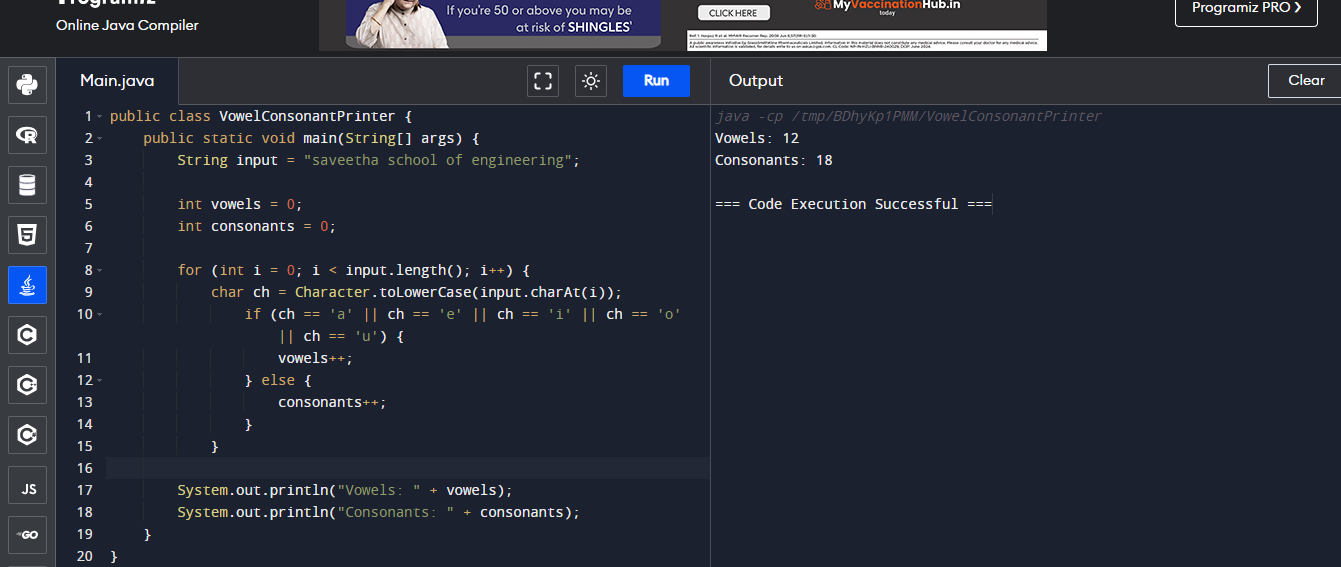 Programiz
Online Java Compiler
If you're 50 or above you may be
at risk of SHINGLES'
CLICK HERE
MyVaccinationHub.in
today
Programiz PRO ❯
Main.java
Run
Output
Clear
1 public class VowelConsonantPrinter {
2 public static void main(String[] args) {
3 String input = "saveetha school of engineering";
4
5 int vowels = 0;
6 int consonants = 0;
7
8 for (int i = 0; i < input.length(); i++) {
9 char ch = Character.toLowerCase(input.charAt(i));
10 if (ch == 'a' || ch == 'e' || ch == 'i' || ch == 'o'
|| ch == 'u') {
11 vowels++;
12 } else {
13 consonants++;
14 }
15 }
16
17 System.out.println("Vowels: " + vowels);
18 System.out.println("Consonants: " + consonants);
19 }
20 }
java -cp /tmp/BDhyKp1PMM/VowelConsonantPrinter
Vowels: 12
Consonants: 18
=== Code Execution Successful ===
R
5
C
C
C
JS
GO